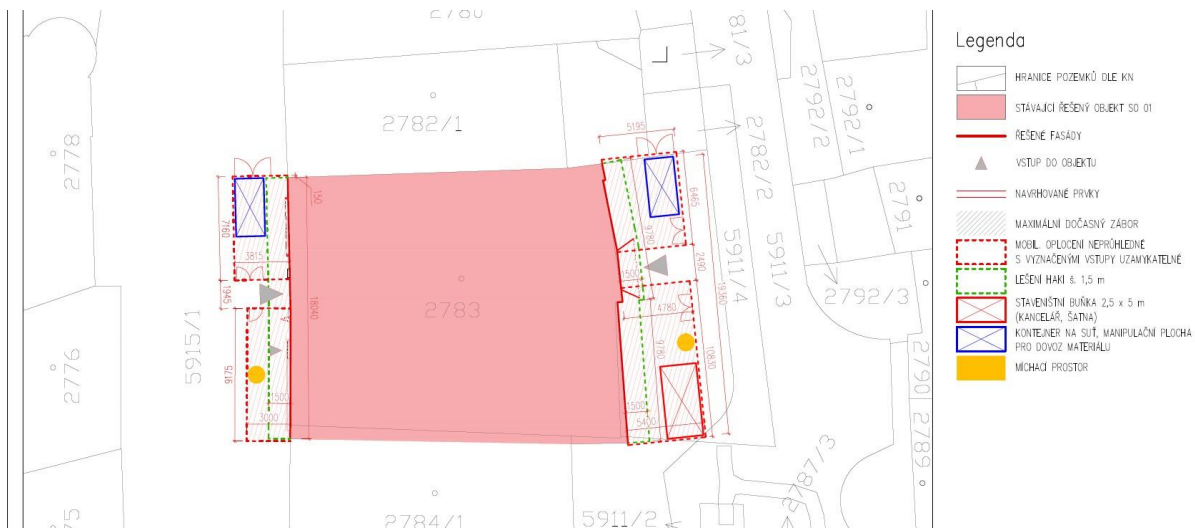 2780
2781/3
2792/2
2792/1
2778
2782/1
2782/2
2791
5195
150
7160
3815
6465
9780
1500
2490
5911/4
5911/3
2792/3
1945
18040
2783
19360
4780
5915/1
9175
9780
10830
2776
1500
3000
1500
5400
2790
2789
2787/3
2784/1
5911/2
Legenda
HRANICE POZEMKŮ DLE KN
STÁVAJÍCÍ ŘEŠENÝ OBJEKT SO 01
ŘEŠENÉ FASÁDY
VSTUP DO OBJEKTU
NAVRHOVANÉ PRVKY
MAXIMÁLNÍ DOČASNÝ ZÁBOR
MOBIL. OPLOCENÍ NEPRŮHLEDNÉ
S VYZNAČENÝMI VSTUPY UZAMYKATELNÉ
LEŠENÍ HAKI š. 1,5 m
STAVENIŠTNÍ BUŇKA 2,5 x 5 m
(KANCELÁŘ, ŠATNA)
KONTEJNER NA SUŤ, MANIPULAČNÍ PLOCHA
PRO DOVOZ MATERIÁLU
MÍCHACÍ PROSTOR